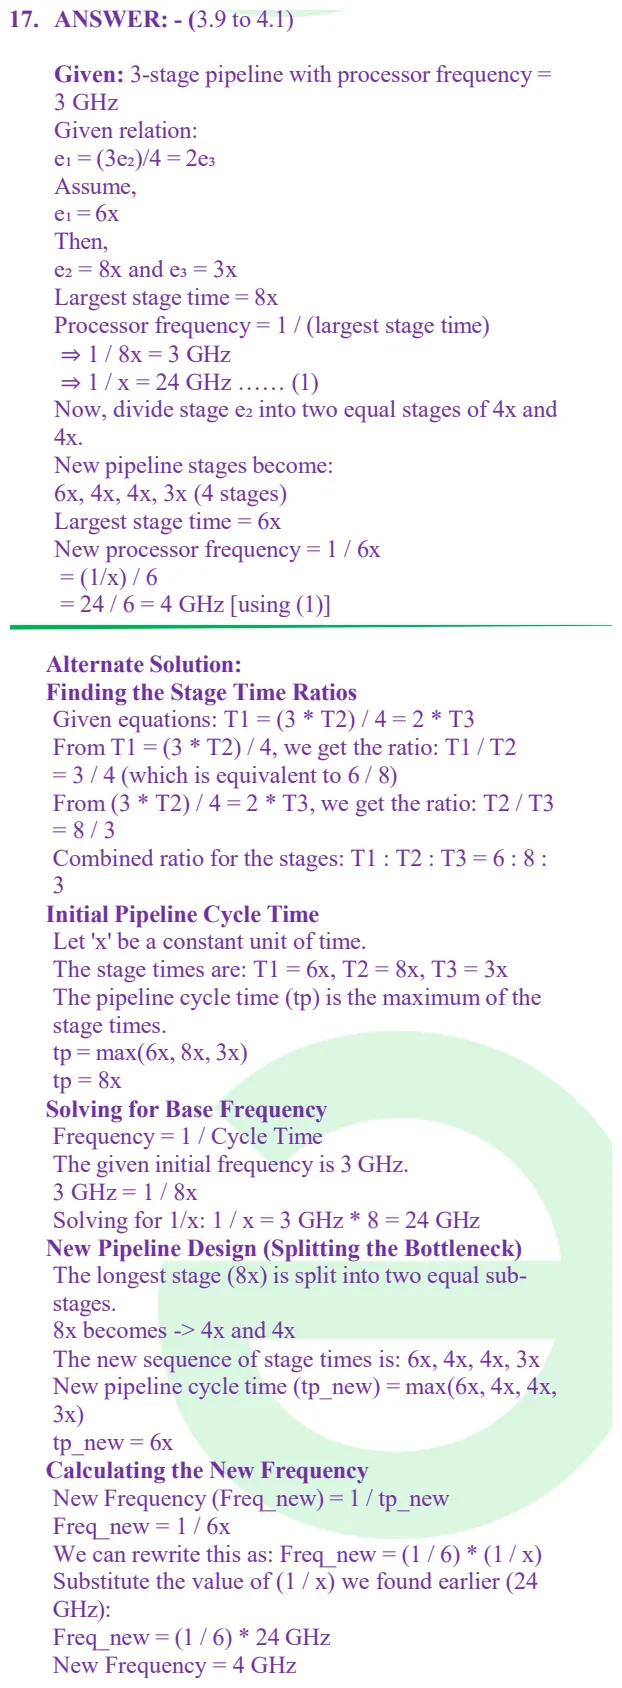 17. ANSWER: - (3.9 to 4.1)
Given: 3-stage pipeline with processor frequency =
3 GHz
Given relation:
e₁ = (3e₂)/4 = 2e₃
Assume,
e₁ = 6x
Then,
e₂ = 8x and e₃ = 3x
Largest stage time = 8x
Processor frequency = 1 / (largest stage time)
⇒ 1 / 8x = 3 GHz
⇒ 1 / x = 24 GHz …… (1)
Now, divide stage e₂ into two equal stages of 4x and
4x.
New pipeline stages become:
6x, 4x, 4x, 3x (4 stages)
Largest stage time = 6x
New processor frequency = 1 / 6x
= (1/x) / 6
= 24 / 6 = 4 GHz [using (1)]
Alternate Solution:
Finding the Stage Time Ratios
Given equations: T1 = (3 * T2) / 4 = 2 * T3
From T1 = (3 * T2) / 4, we get the ratio: T1 / T2
= 3 / 4 (which is equivalent to 6 / 8)
From (3 * T2) / 4 = 2 * T3, we get the ratio: T2 / T3
= 8 / 3
Combined ratio for the stages: T1 : T2 : T3 = 6 : 8 :
3
Initial Pipeline Cycle Time
Let 'x' be a constant unit of time.
The stage times are: T1 = 6x, T2 = 8x, T3 = 3x
The pipeline cycle time (tp) is the maximum of the
stage times.
tp = max(6x, 8x, 3x)
tp = 8x
Solving for Base Frequency
Frequency = 1 / Cycle Time
The given initial frequency is 3 GHz.
3 GHz = 1 / 8x
Solving for 1/x: 1 / x = 3 GHz * 8 = 24 GHz
New Pipeline Design (Splitting the Bottleneck)
The longest stage (8x) is split into two equal sub-
stages.
8x becomes -> 4x and 4x
The new sequence of stage times is: 6x, 4x, 4x, 3x
New pipeline cycle time (tp_new) = max(6x, 4x, 4x,
3x)
tp_new = 6x
Calculating the New Frequency
New Frequency (Freq_new) = 1 / tp_new
Freq_new = 1 / 6x
We can rewrite this as: Freq_new = (1 / 6) * (1 / x)
Substitute the value of (1 / x) we found earlier (24
GHz):
Freq_new = (1 / 6) * 24 GHz
New Frequency = 4 GHz